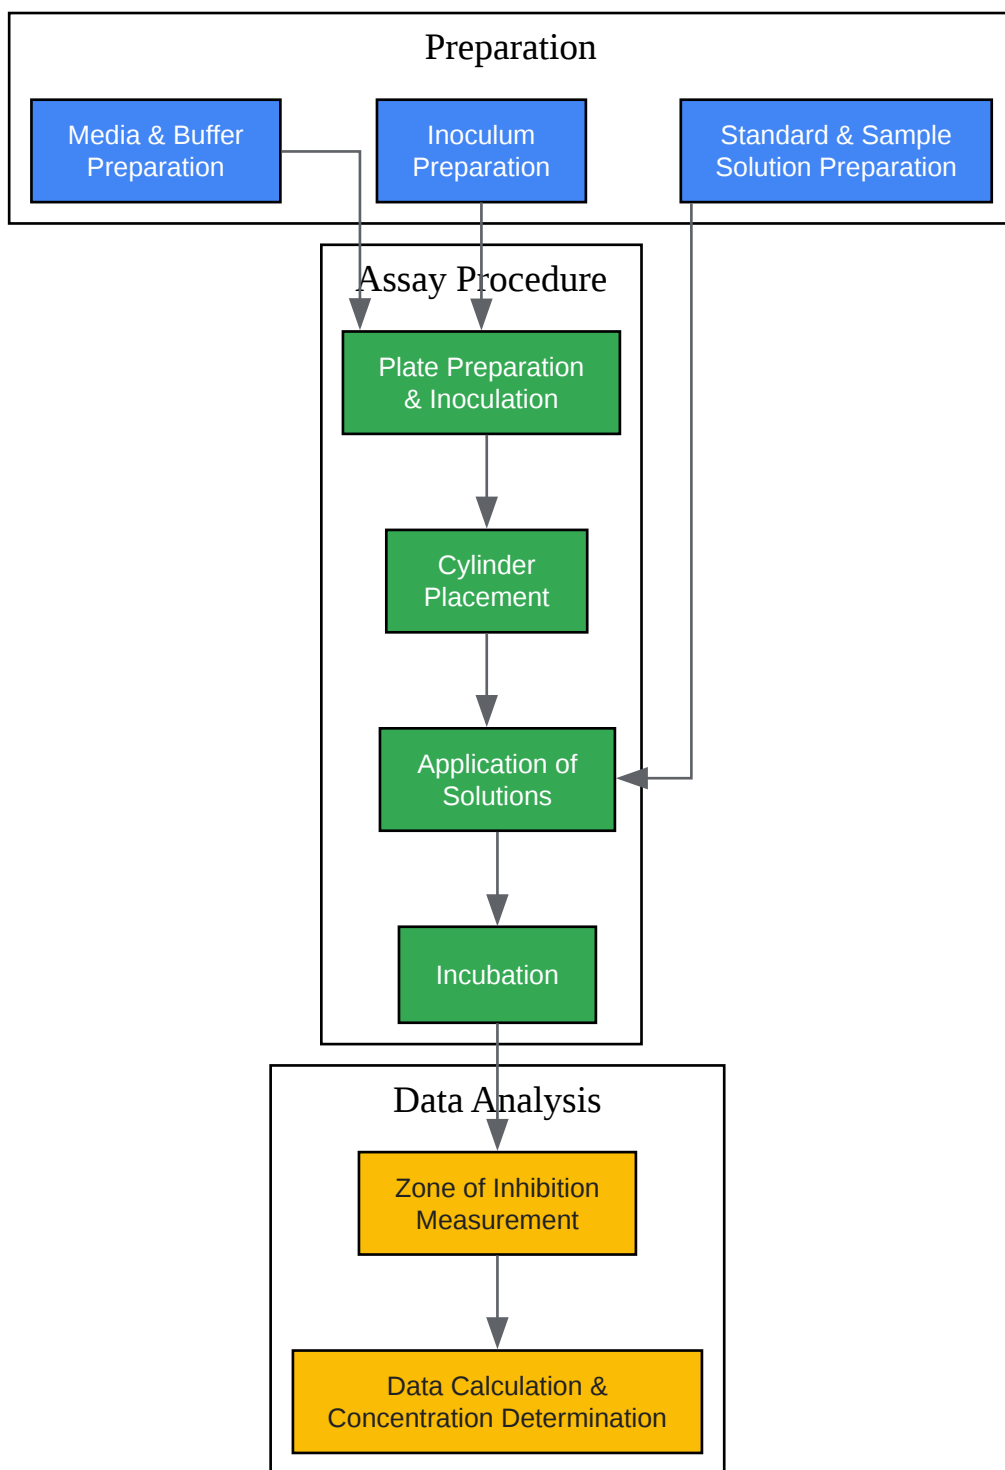 Preparation
Media & Buffer
Preparation
Inoculum
Preparation
Standard & Sample
Solution Preparation
Assay Procedure
Plate Preparation
& Inoculation
Cylinder
Placement
Application of
Solutions
Incubation
Data Analysis
Zone of Inhibition
Measurement
Data Calculation &
Concentration Determination